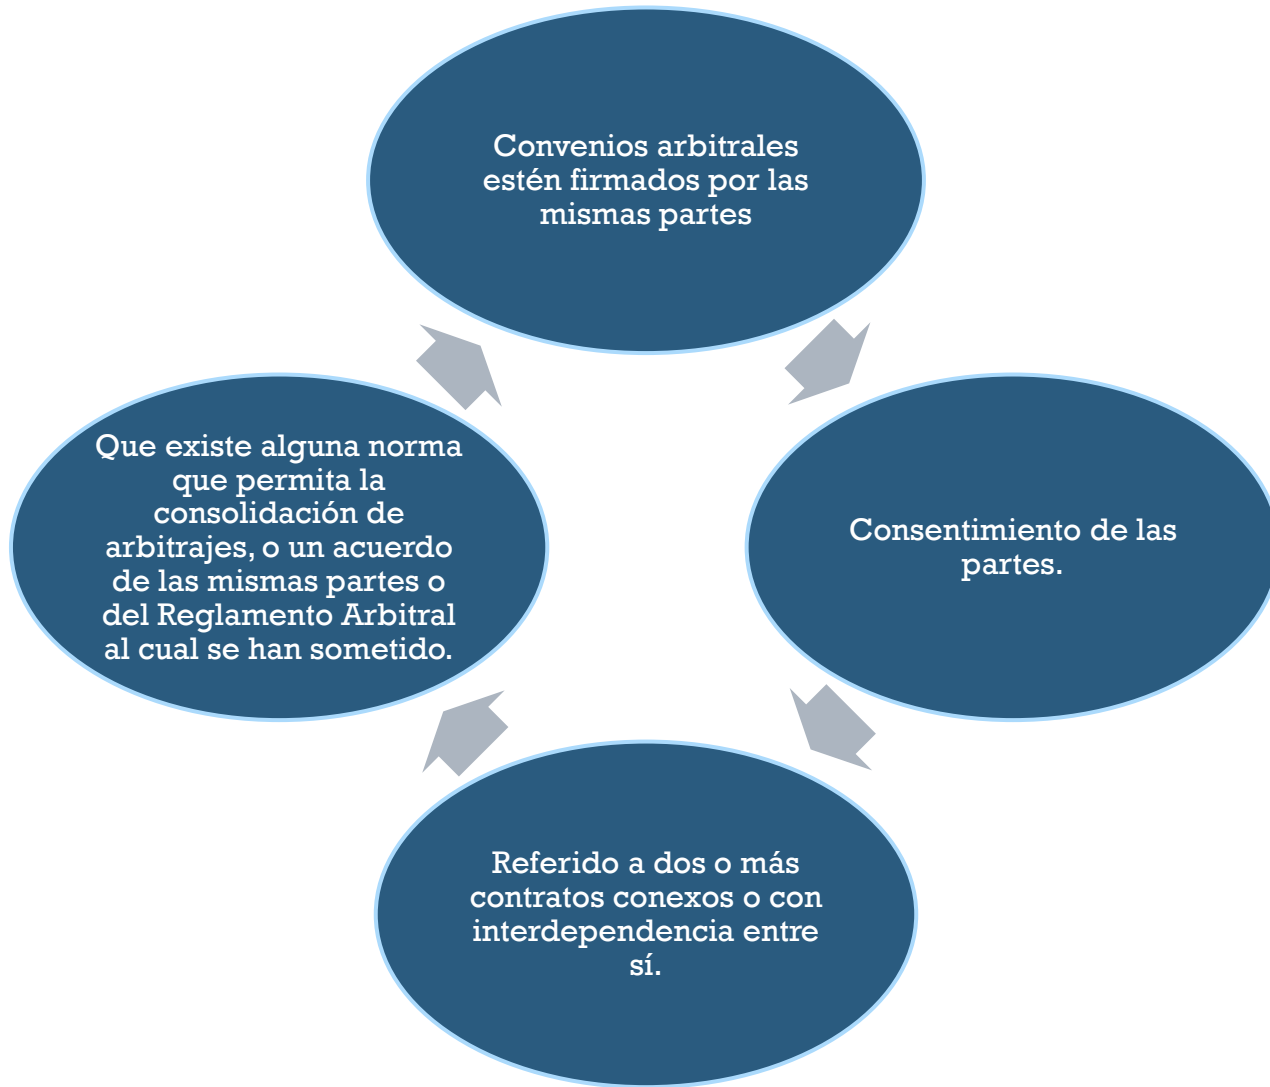 Convenios arbitrales
estén firmados por las
mismas partes
Consentimiento de las
partes.
Referido a dos o más
contratos conexos o con
interdependencia entre
sí.
Que existe alguna norma
que permita la
consolidación de
arbitrajes, o un acuerdo
de las mismas partes o
del Reglamento Arbitral
al cual se han sometido.